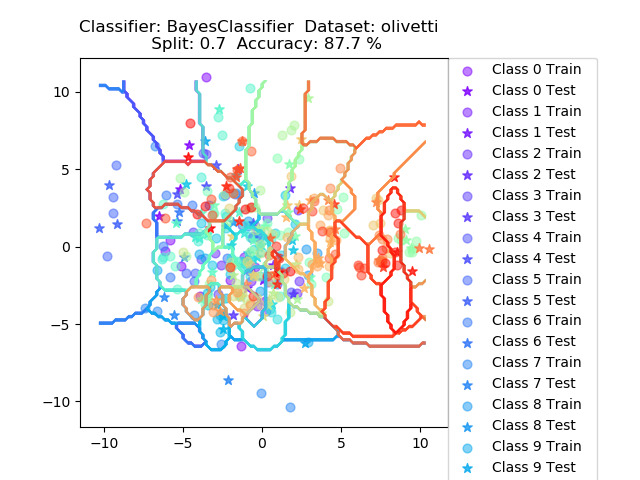 Classifier: BayesClassifier  Dataset: olivetti
Split: 0.7  Accuracy: 87.7 %
10
5
0
−5
−10
−10
−5
0
5
10
Class 0 Train
Class 0 Test
Class 1 Train
Class 1 Test
Class 2 Train
Class 2 Test
Class 3 Train
Class 3 Test
Class 4 Train
Class 4 Test
Class 5 Train
Class 5 Test
Class 6 Train
Class 6 Test
Class 7 Train
Class 7 Test
Class 8 Train
Class 8 Test
Class 9 Train
Class 9 Test